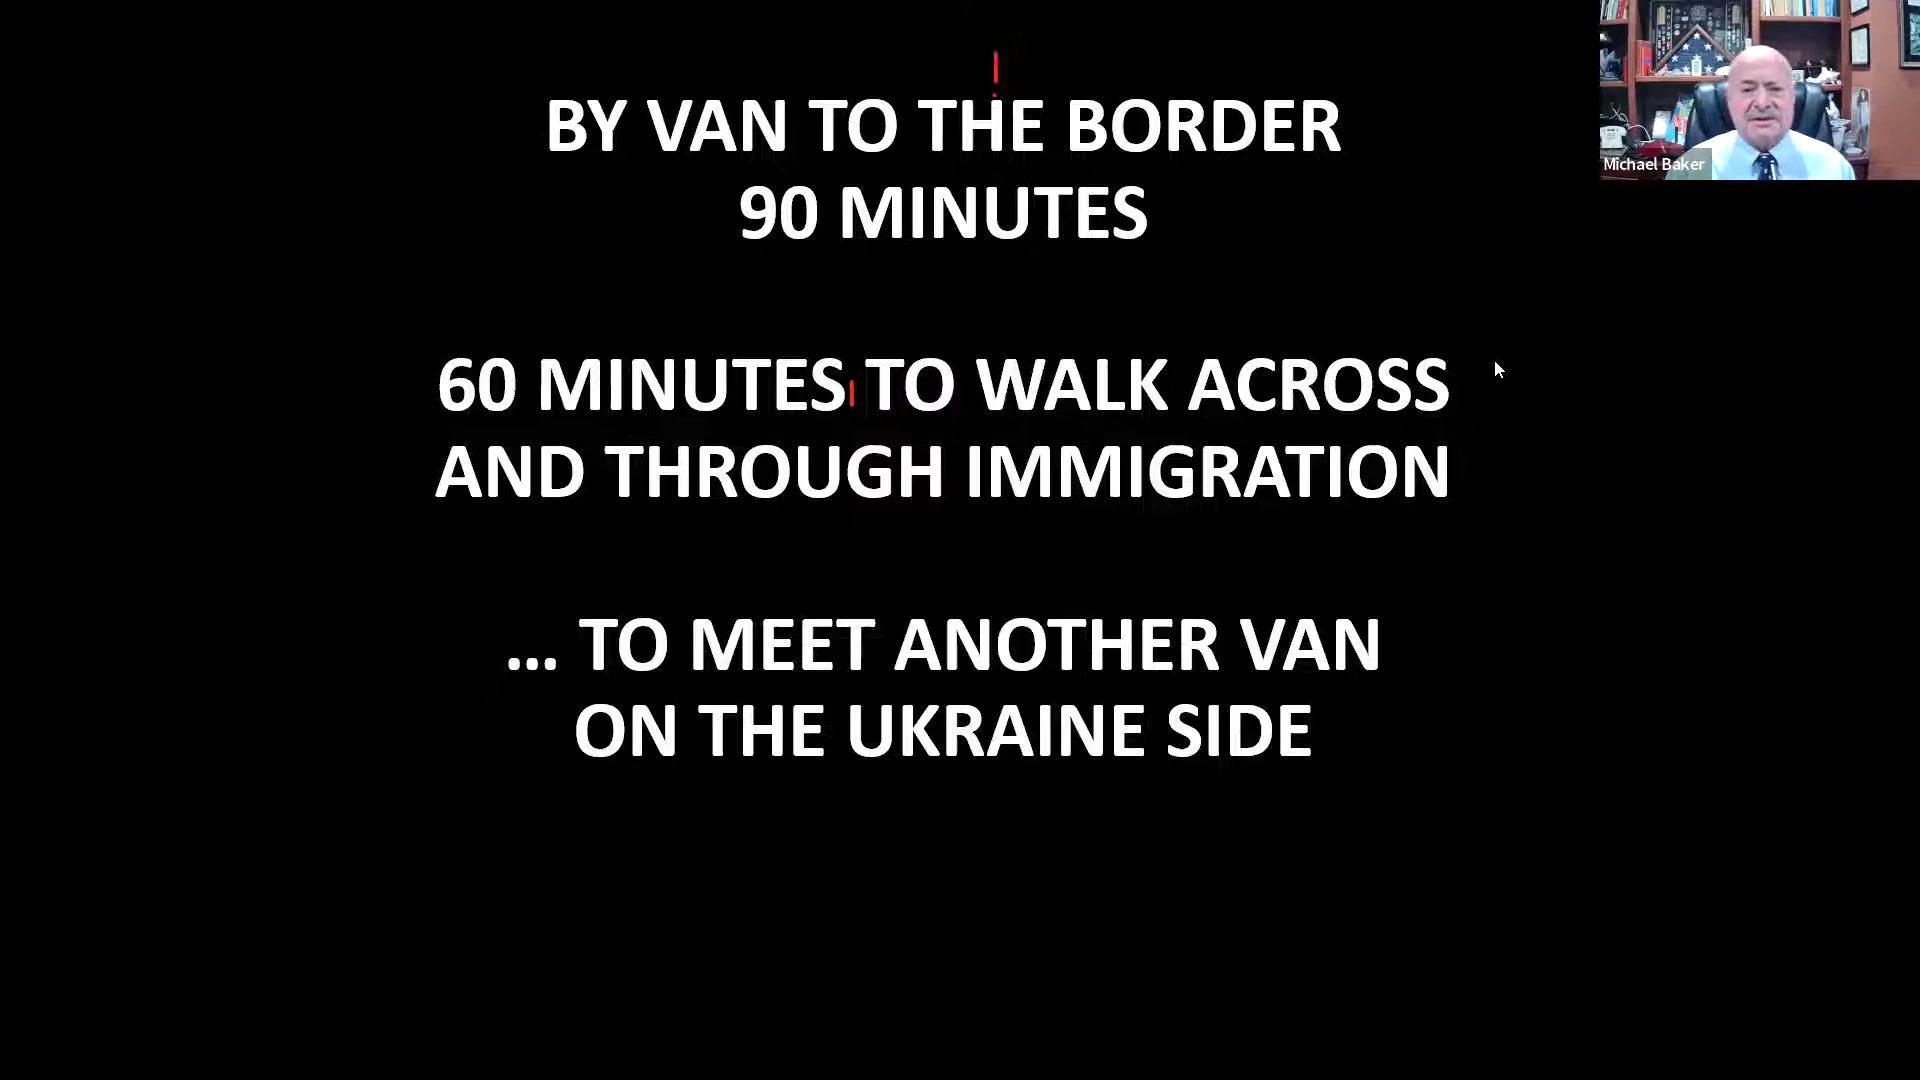 BY VAN TO THE BORDER
90 MINUTES
60 MINUTES TO WALK ACROSS
AND THROUGH IMMIGRATION
... TO MEET ANOTHER VAN
ON THE UKRAINE SIDE
Michael Baker